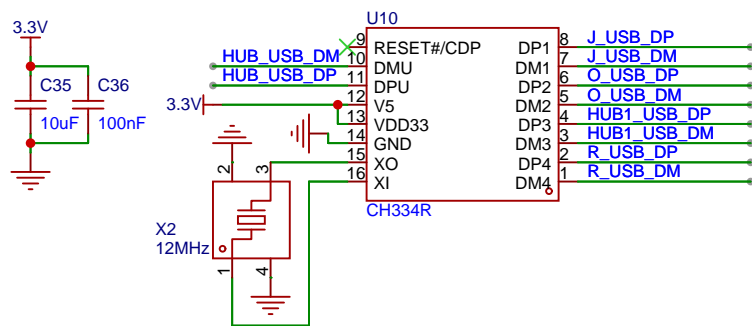 U10
3.3V
C35
10uF
C36
100nF
HUB_USB_DM
HUB_USB_DP
3.3V
9
10
11
12
13
14
15
16
RESET#/CDP
DMU
DPU
V5
VDD33
GND
XO
XI
DP1
DM1
DP2
DM2
DP3
DM3
DP4
DM4
8
7
6
5
4
3
2
1
J_USB_DP
J_USB_DM
O_USB_DP
O_USB_DM
HUB1_USB_DP
HUB1_USB_DM
R_USB_DP
R_USB_DM
CH334R
2
3
X2
12MHz
1
4